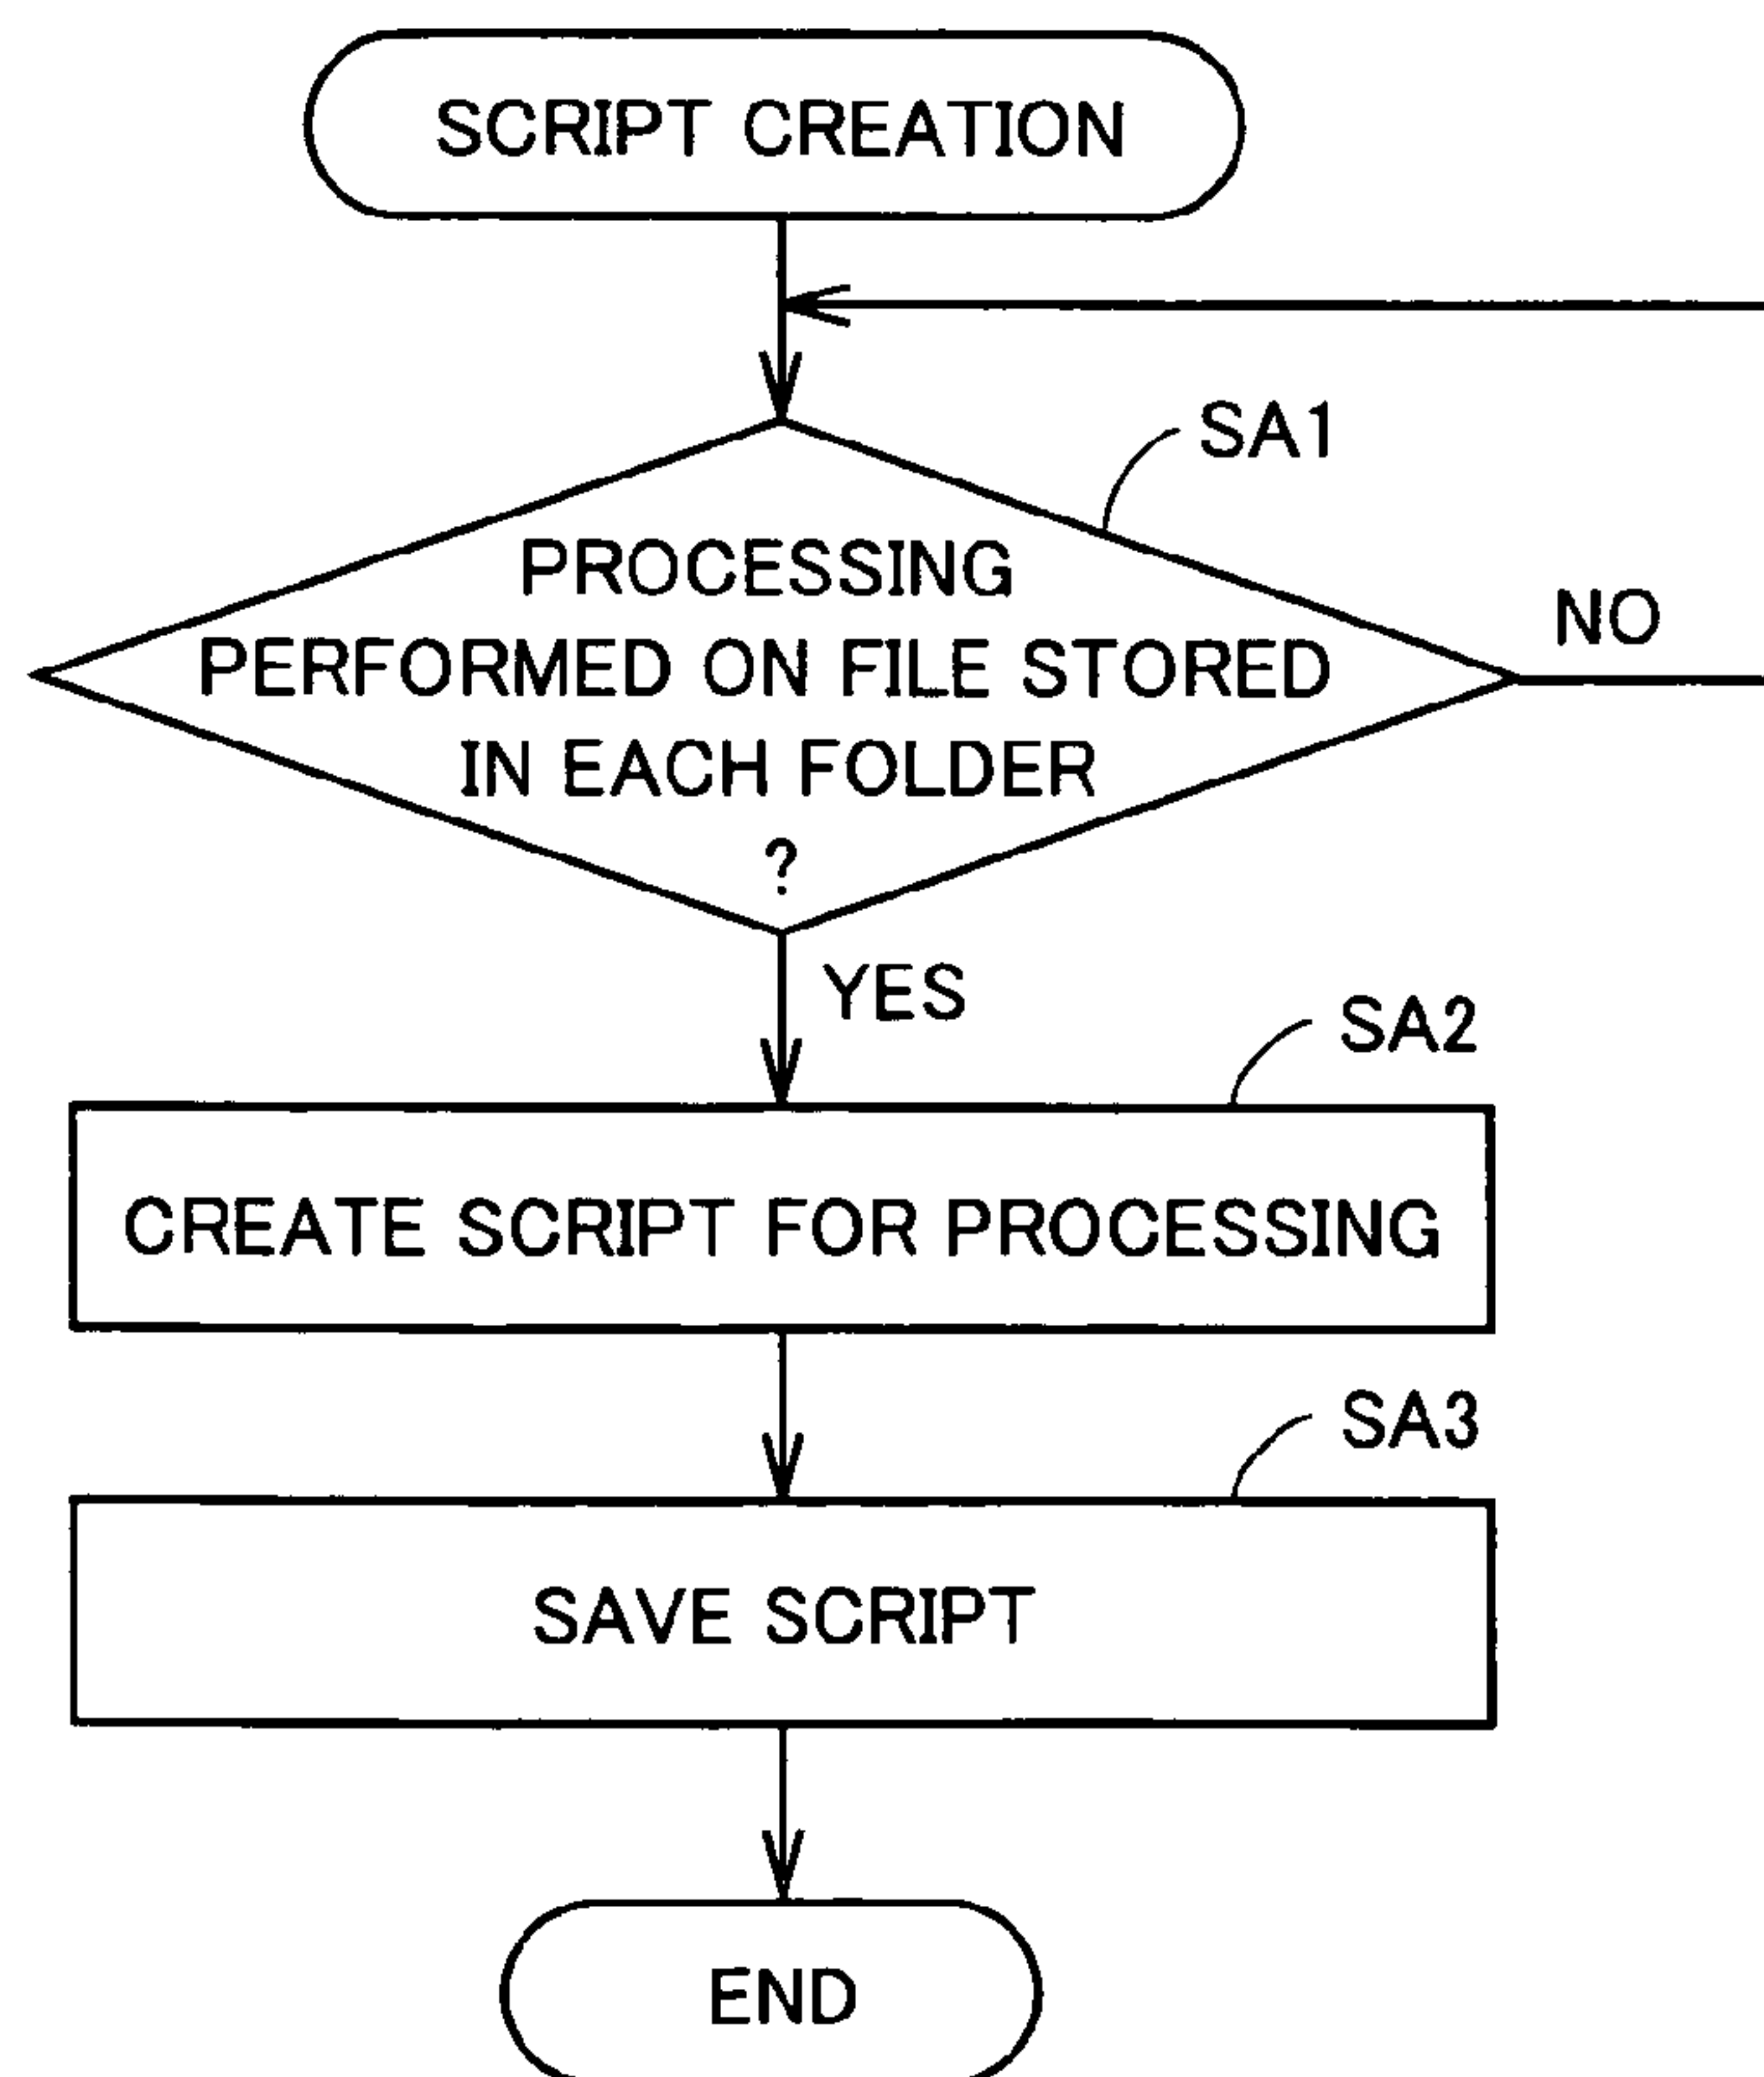 SCRIPT CREATION
SA1
PROCESSING
PERFORMED ON FILE STORED
IN EACH FOLDER
?
NO
YES
SA2
CREATE SCRIPT FOR PROCESSING
SA3
SAVE SCRIPT
END